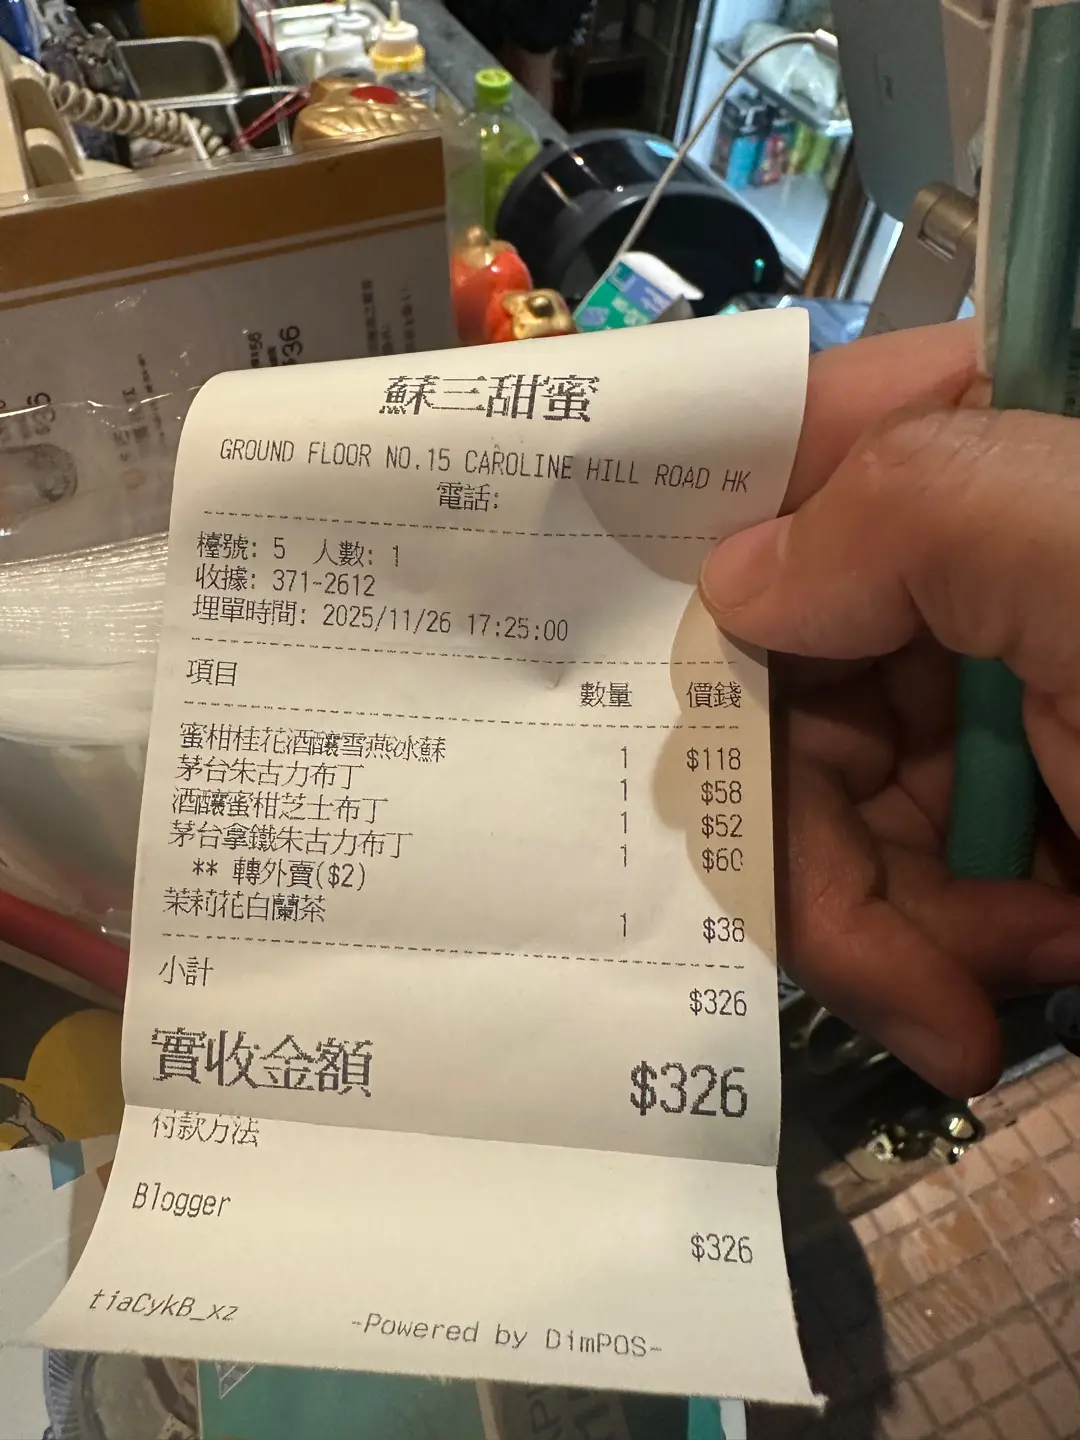 蘇三甜蜜
GROUND FLOOR NO.15 CAROLINE HILL ROAD HK
電話:
檯號: 5 人數: 1
收據: 371-2612
埋單時間: 2025/11/26 17:25:00
項目 數量 價錢
蜜柑桂花酒釀雪燕冰蘇 1 $118
茅台朱古力布丁 1 $58
酒釀蜜柑芝士布丁 1 $52
茅台拿鐵朱古力布丁 1 $60
** 轉外賣($2)
茉莉花白蘭茶 1 $38
小計 $326
實收金額 $326
付款方法
Blogger $326
tiaCykB_xz
-Powered by DimPOS-
$36
$36